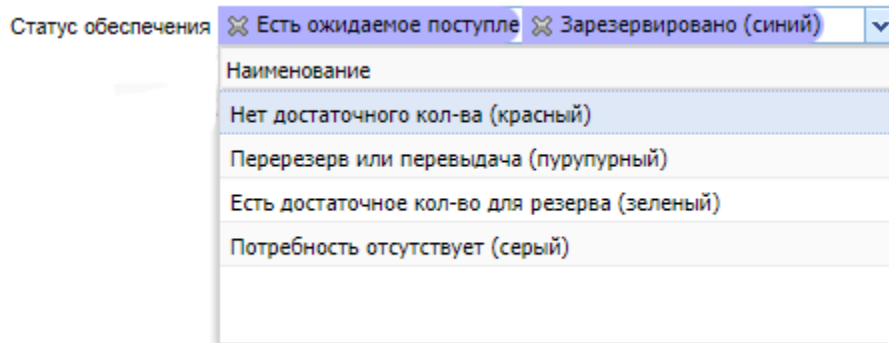 Статус обеспечения Есть ожидаемое поступле Зарезервировано (синий)
Наименование
Нет достаточного кол-ва (красный)
Перерезерв или перевыдача (пурупурный)
Есть достаточное кол-во для резерва (зеленый)
Потребность отсутствует (серый)